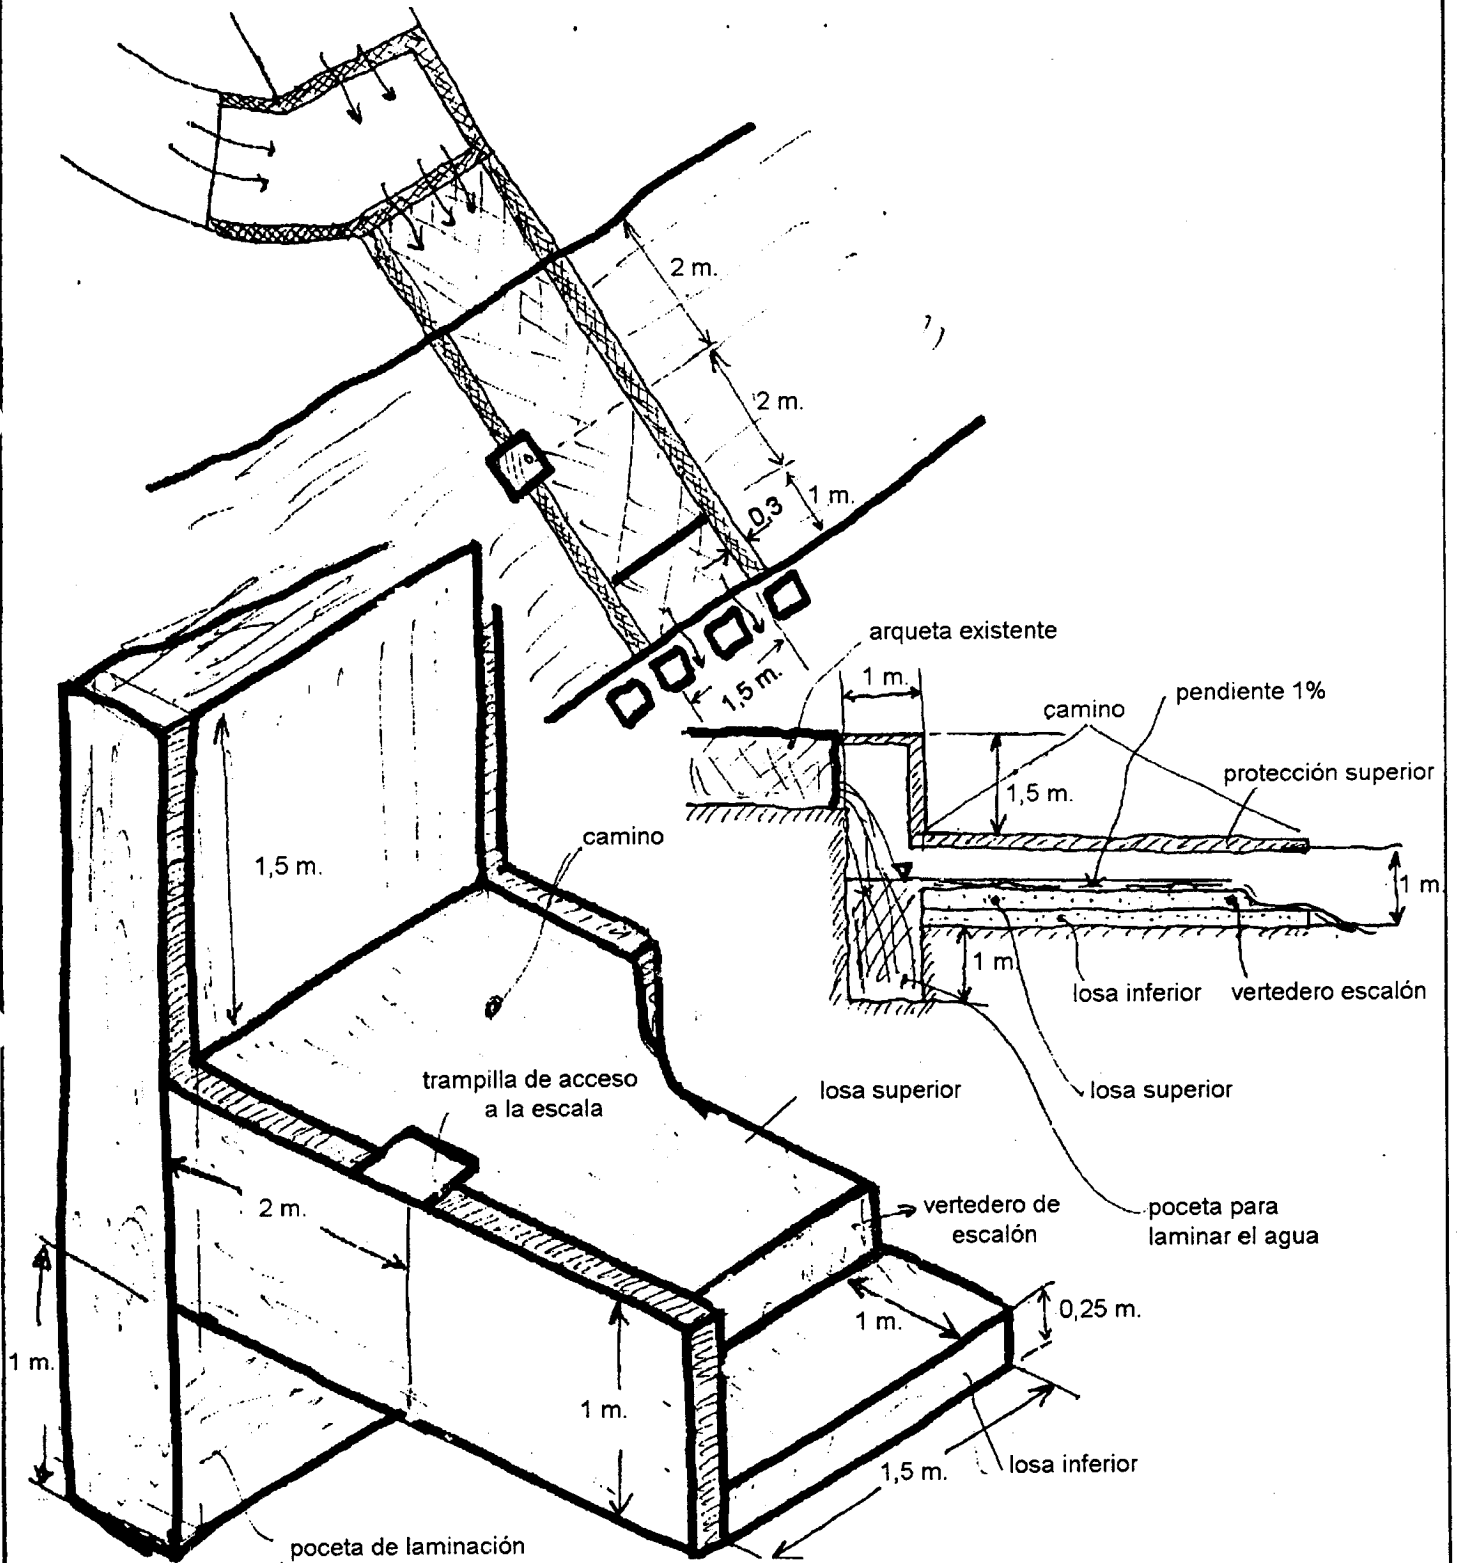 2 m.
2 m.
1 m.
0,3
1,5 m.
arqueta existente
1 m.
pendiente 1%
camino
protección superior
1,5 m.
1 m.
1 m.
losa inferior
vertedero escalón
losa superior
poceta para
laminar el agua
1,5 m.
camino
trampilla de acceso
a la escala
losa superior
2 m.
vertedero de
escalón
1 m.
0,25 m.
1 m.
1 m.
1,5 m.
losa inferior
poceta de laminación